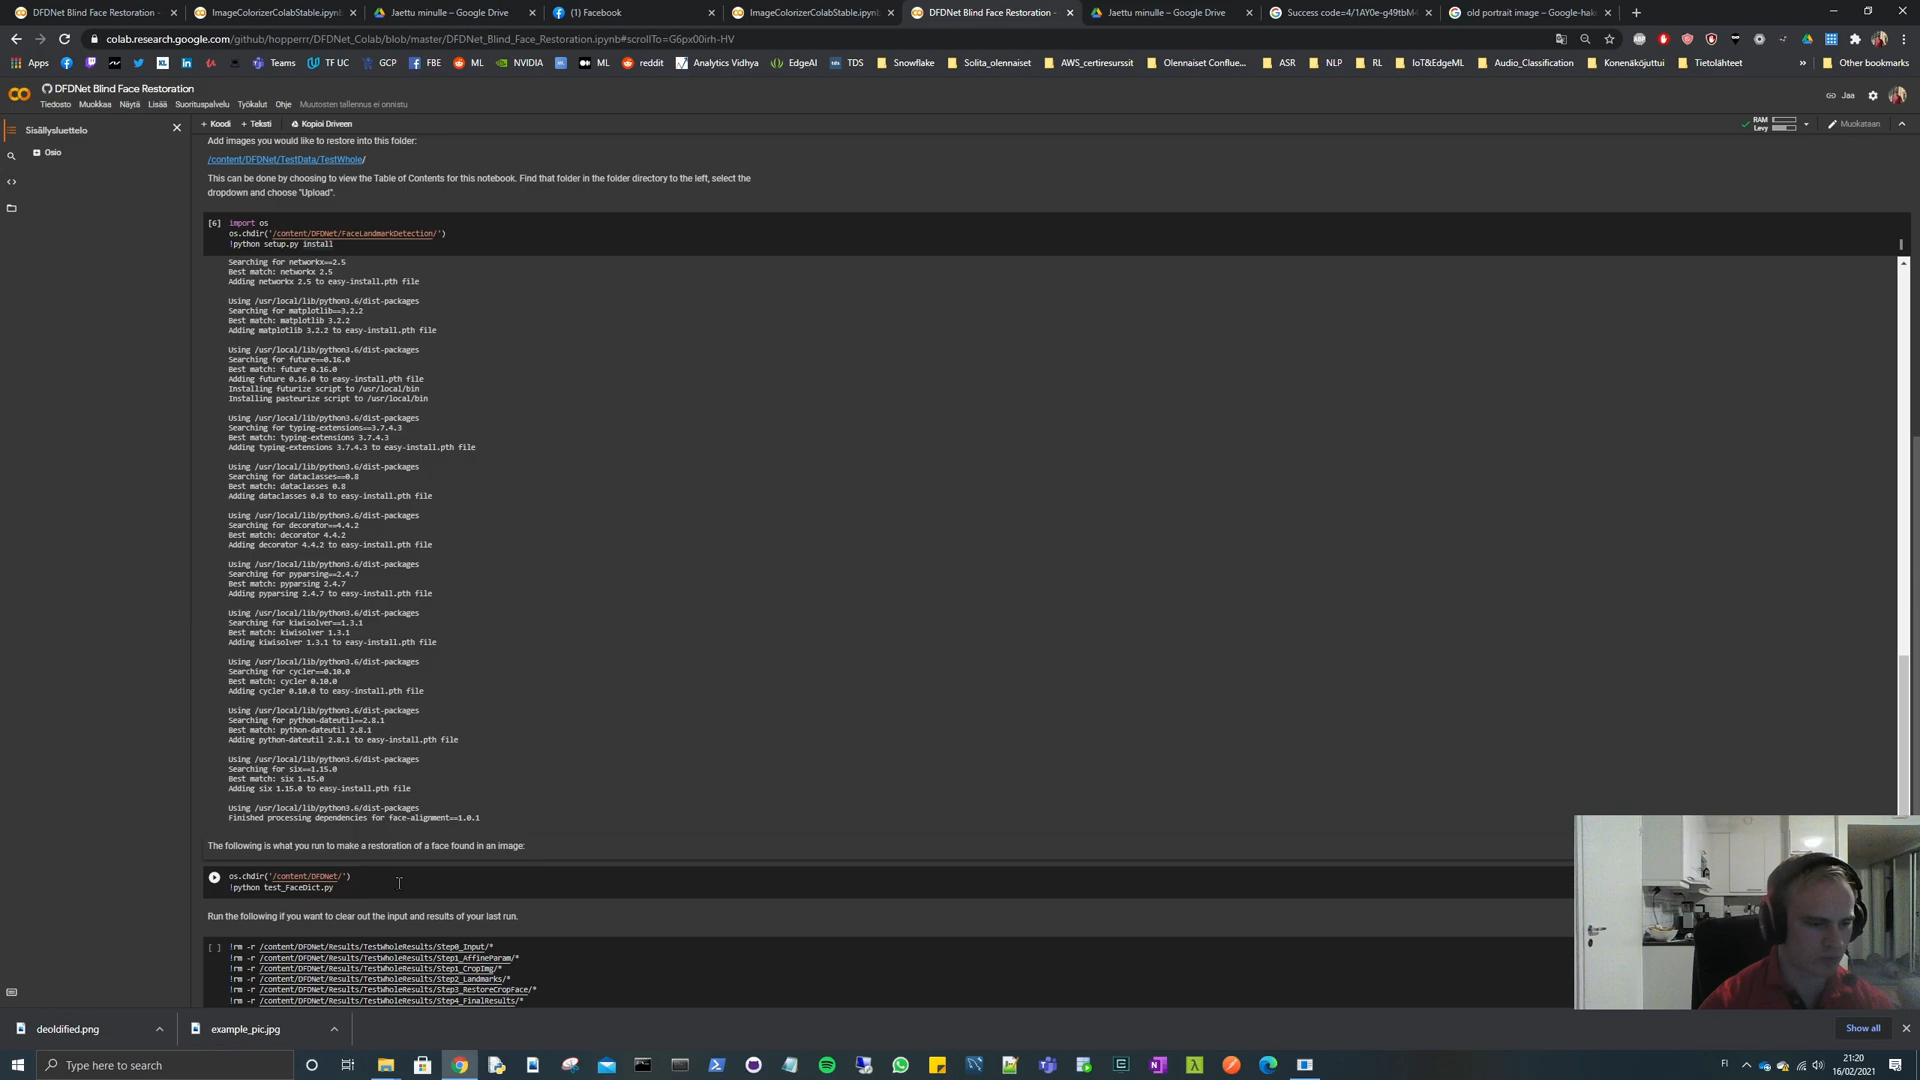 DFDNet Blind Face Restoration -
ImageColorizerColabStable.ipynb
Jaettu minulle – Google Drive
(1) Facebook
ImageColorizerColabStable.ipynb
DFDNet Blind Face Restoration -
Jaettu minulle – Google Drive
Success code=4/1AY0e-g49tbM4
old portrait image – Google-hak
colab.research.google.com/github/hopperrr/DFDNet_Colab/blob/master/DFDNet_Blind_Face_Restoration.ipynb#scrollTo=G6px00irh-HV
Apps
Teams
TF UC
GCP
FBE
ML
NVIDIA
ML
reddit
Analytics Vidhya
EdgeAI
TDS
Snowflake
Solita_olennaiset
AWS_certiresurssit
Olennaiset Conflue...
ASR
NLP
RL
IoT&EdgeML
Audio_Classification
Konenäköjuttui
Tietolähteet
»
Other bookmarks
DFDNet Blind Face Restoration
Tiedosto Muokkaa Näytä Lisää Suorituspalvelu Työkalut Ohje Muutosten tallennus ei onnistu
Jaa
Sisällysluettelo
+ Koodi + Teksti Kopioi Driveen
RAM
Levy
Muokataan
Osio
Add images you would like to restore into this folder:
/content/DFDNet/TestData/TestWhole/
This can be done by choosing to view the Table of Contents for this notebook. Find that folder in the folder directory to the left, select the
dropdown and choose "Upload".
[6] import os
os.chdir('/content/DFDNet/FaceLandmarkDetection/')
!python setup.py install
Searching for networkx==2.5
Best match: networkx 2.5
Adding networkx 2.5 to easy-install.pth file
Using /usr/local/lib/python3.6/dist-packages
Searching for matplotlib==3.2.2
Best match: matplotlib 3.2.2
Adding matplotlib 3.2.2 to easy-install.pth file
Using /usr/local/lib/python3.6/dist-packages
Searching for future==0.16.0
Best match: future 0.16.0
Adding future 0.16.0 to easy-install.pth file
Installing futurize script to /usr/local/bin
Installing pasteurize script to /usr/local/bin
Using /usr/local/lib/python3.6/dist-packages
Searching for typing-extensions==3.7.4.3
Best match: typing-extensions 3.7.4.3
Adding typing-extensions 3.7.4.3 to easy-install.pth file
Using /usr/local/lib/python3.6/dist-packages
Searching for dataclasses==0.8
Best match: dataclasses 0.8
Adding dataclasses 0.8 to easy-install.pth file
Using /usr/local/lib/python3.6/dist-packages
Searching for decorator==4.4.2
Best match: decorator 4.4.2
Adding decorator 4.4.2 to easy-install.pth file
Using /usr/local/lib/python3.6/dist-packages
Searching for pyparsing==2.4.7
Best match: pyparsing 2.4.7
Adding pyparsing 2.4.7 to easy-install.pth file
Using /usr/local/lib/python3.6/dist-packages
Searching for kiwisolver==1.3.1
Best match: kiwisolver 1.3.1
Adding kiwisolver 1.3.1 to easy-install.pth file
Using /usr/local/lib/python3.6/dist-packages
Searching for cycler==0.10.0
Best match: cycler 0.10.0
Adding cycler 0.10.0 to easy-install.pth file
Using /usr/local/lib/python3.6/dist-packages
Searching for python-dateutil==2.8.1
Best match: python-dateutil 2.8.1
Adding python-dateutil 2.8.1 to easy-install.pth file
Using /usr/local/lib/python3.6/dist-packages
Searching for six==1.15.0
Best match: six 1.15.0
Adding six 1.15.0 to easy-install.pth file
Using /usr/local/lib/python3.6/dist-packages
Finished processing dependencies for face-alignment==1.0.1
The following is what you run to make a restoration of a face found in an image:
os.chdir('/content/DFDNet/')
!python test_FaceDict.py
Run the following if you want to clear out the input and results of your last run.
[ ] !rm -r /content/DFDNet/Results/TestWholeResults/Step0_Input/*
!rm -r /content/DFDNet/Results/TestWholeResults/Step1_AffineParam/*
!rm -r /content/DFDNet/Results/TestWholeResults/Step1_CropImg/*
!rm -r /content/DFDNet/Results/TestWholeResults/Step2_Landmarks/*
!rm -r /content/DFDNet/Results/TestWholeResults/Step3_RestoreCropFace/*
!rm -r /content/DFDNet/Results/TestWholeResults/Step4_FinalResults/*
deoldified.png
example_pic.jpg
Show all
Type here to search
FI
21:20
16/02/2021